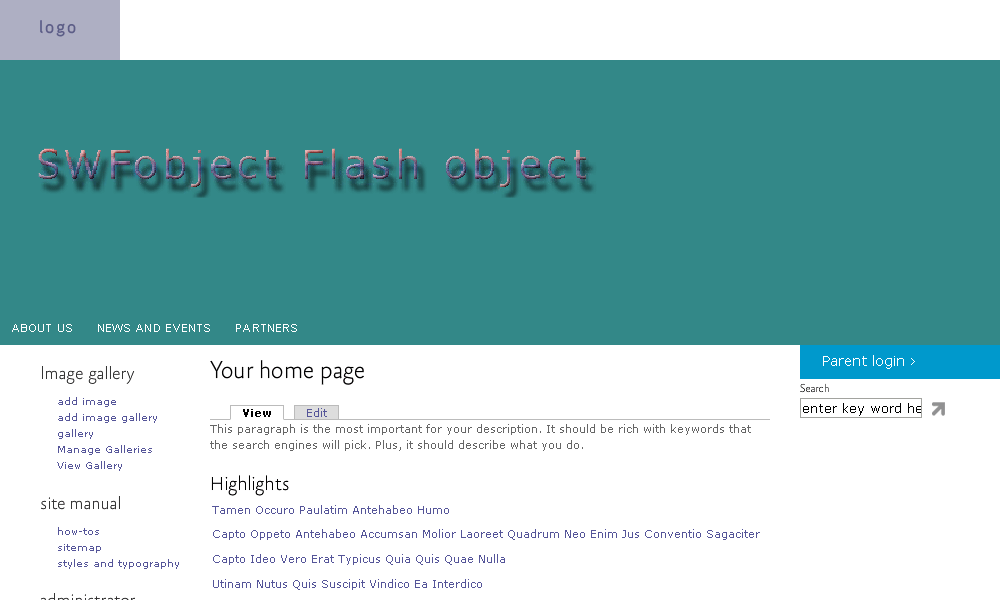 logo
SWFobject Flash object
ABOUT US NEWS AND EVENTS PARTNERS
Image gallery
add image
add image gallery
gallery
Manage Galleries
View Gallery
site manual
how-tos
sitemap
styles and typography
administrator
Your home page
View Edit
This paragraph is the most important for your description. It should be rich with keywords that
the search engines will pick. Plus, it should describe what you do.
Highlights
Tamen Occuro Paulatim Antehabeo Humo
Capto Oppeto Antehabeo Accumsan Molior Laoreet Quadrum Neo Enim Jus Conventio Sagaciter
Capto Ideo Vero Erat Typicus Quia Quis Quae Nulla
Utinam Nutus Quis Suscipit Vindico Ea Interdico
Parent login >
Search
enter key word he